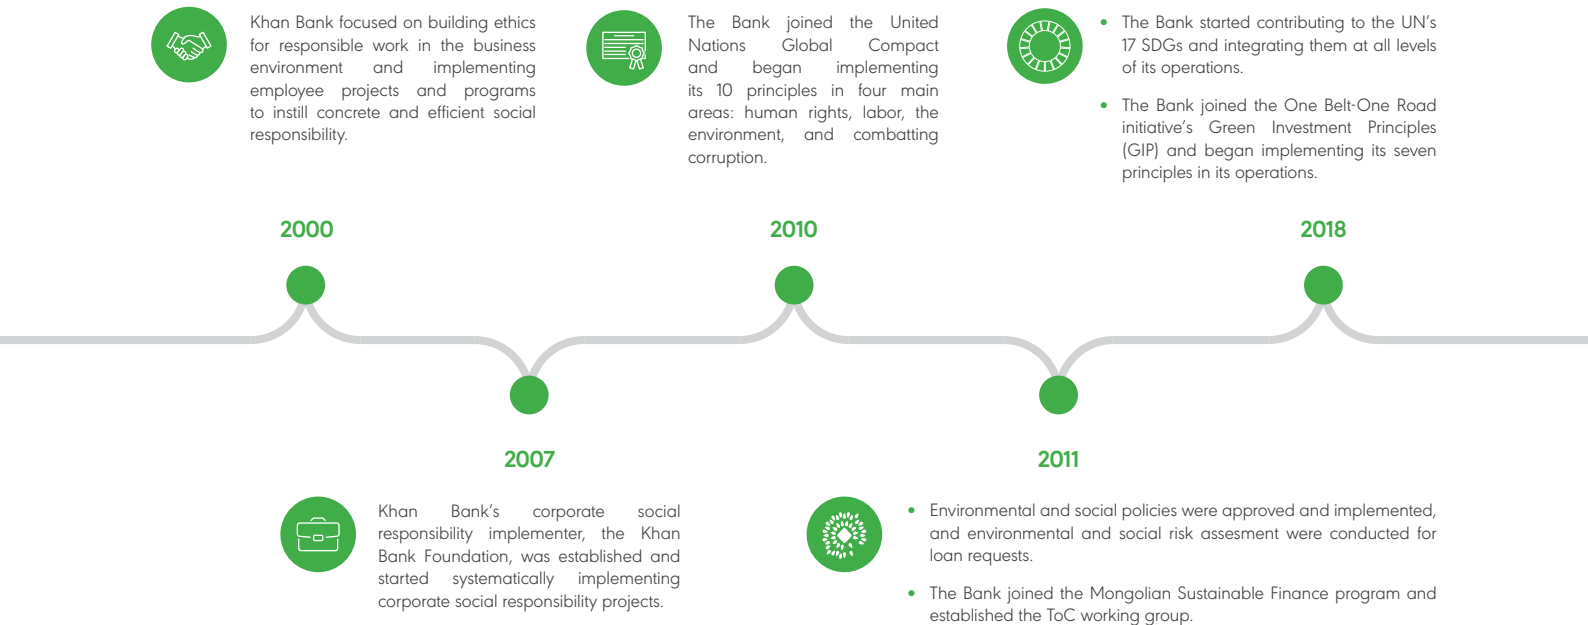 Khan Bank focused on building ethics
for responsible work in the business
environment and implementing
employee projects and programs
to instill concrete and efficient social
responsibility.
2000
The Bank joined the United
Nations Global Compact
and began implementing
its 10 principles in four main
areas: human rights, labor, the
environment, and combatting
corruption.
2010
• The Bank started contributing to the UN's
17 SDGs and integrating them at all levels
of its operations.
• The Bank joined the One Belt-One Road
initiative's Green Investment Principles
(GIP) and began implementing its seven
principles in its operations.
2018
2007
Khan Bank's corporate social
responsibility implementer, the Khan
Bank Foundation, was established and
started systematically implementing
corporate social responsibility projects.
2011
• Environmental and social policies were approved and implemented,
and environmental and social risk assesment were conducted for
loan requests.
• The Bank joined the Mongolian Sustainable Finance program and
established the ToC working group.